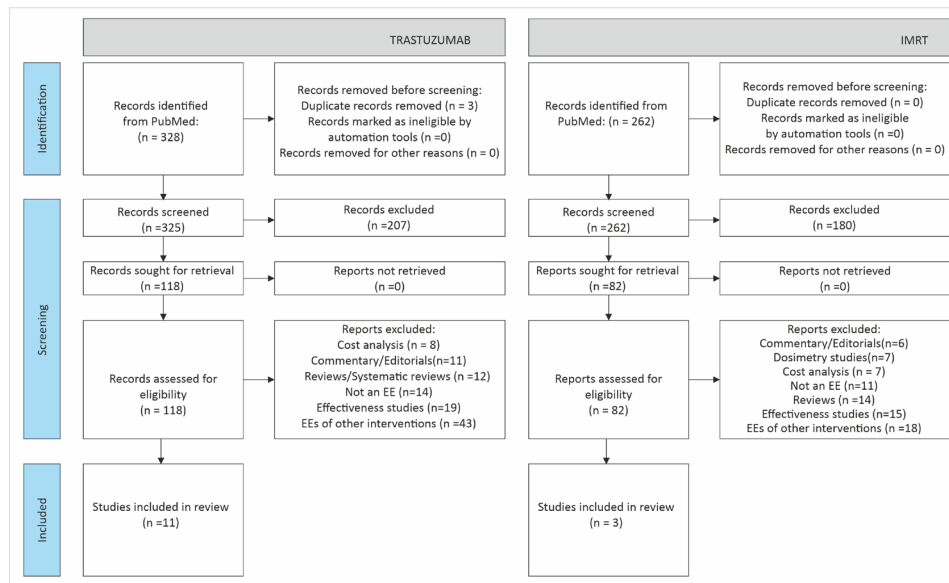 TRASTUZUMAB
IMRT
Identification
Records identified
from PubMed:
(n = 328)
Records removed before screening:
Duplicate records removed (n = 3)
Records marked as ineligible by
automation tools (n =0)
Records removed for other reasons (n = 0)
Records identified from
PubMed: (n = 262)
Records removed before screening:
Duplicate records removed (n = 0)
Records marked as ineligible
by automation tools (n =0)
Records removed for other reasons (n = 0)
Screening
Records screened
(n =325)
Records excluded
(n =207)
Records screened
(n =262)
Records excluded
(n =180)
Records sought for retrieval
(n =118)
Reports not retrieved
(n =0)
Reports sought for retrieval
(n =82)
Reports not retrieved
(n =0)
Records assessed for
eligibility
(n = 118)
Reports excluded:
Cost analysis (n = 8)
Commentary/Editorials(n=11)
Reviews/Systematic reviews (n =12)
Not an EE (n=14)
Effectiveness studies(n=19)
EEs of other interventions (n =43)
Reports assessed for
eligibility
(n = 82)
Reports excluded:
Commentary/Editorials(n=6)
Dosimetry studies(n=7)
Cost analysis (n = 7)
Not an EE(n=11)
Reviews (n =14)
Effectiveness studies(n=15)
EEs of other interventions (n =18)
Included
Studies included in review
(n =11)
Studies included in review
(n = 3)